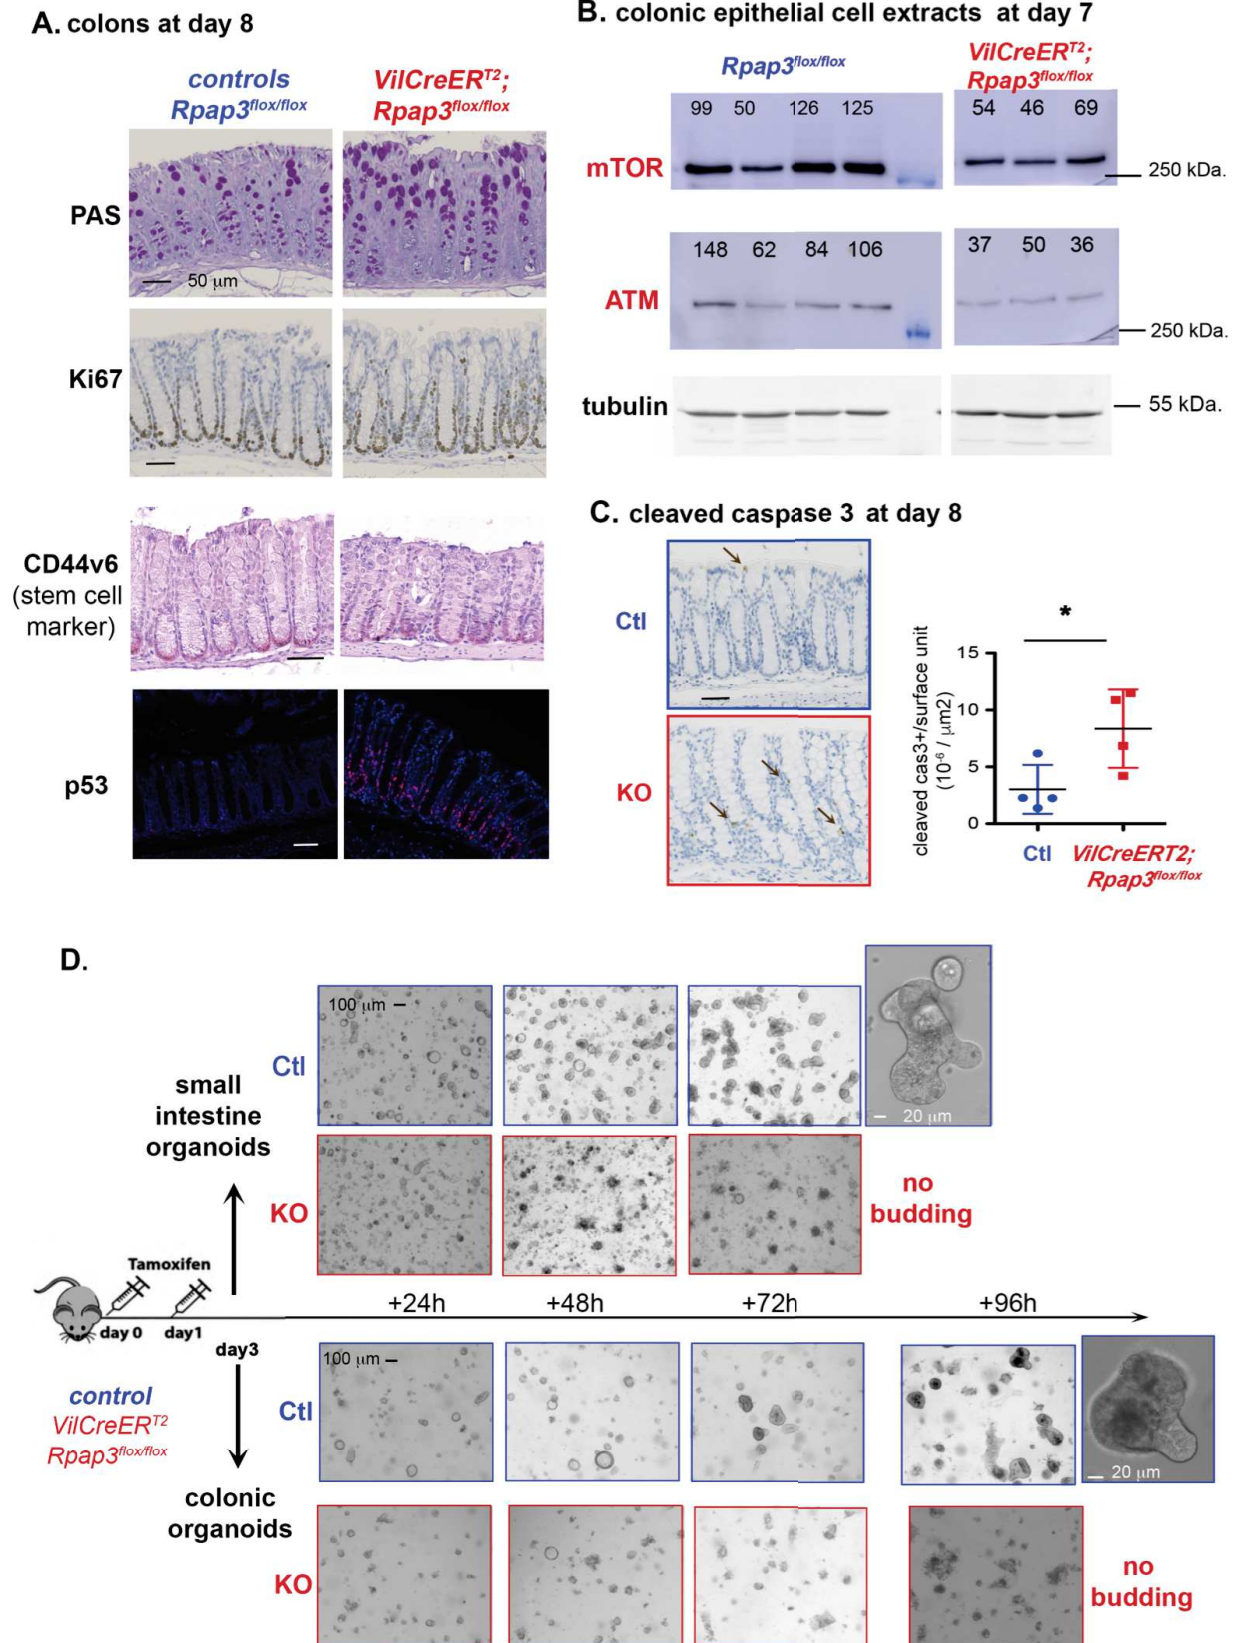 A. colons at day 8
controls
Rpap3flox/flox
VilCreERT2;
Rpap3flox/flox
PAS
50 μm
Ki67
CD44v6
(stem cell
marker)
p53
B. colonic epithelial cell extracts at day 7
Rpap3flox/flox
VilCreERT2;
Rpap3flox/flox
mTOR
99 50 126 125
54 46 69
250 kDa.
ATM
148 62 84 106
37 50 36
250 kDa.
tubulin
55 kDa.
C. cleaved caspase 3 at day 8
Ctl
KO
cleaved cas3+/surface unit
(10-6 / μm2)
15
10
5
0
*
Ctl
VilCreERT2;
Rpap3flox/flox
D.
small
intestine
organoids
Ctl
100 μm
20 μm
KO
no
budding
Tamoxifen
day 0
day1
day3
+24h
+48h
+72h
+96h
control
VilCreERT2
Rpap3flox/flox
colonic
organoids
Ctl
100 μm
20 μm
KO
no
budding